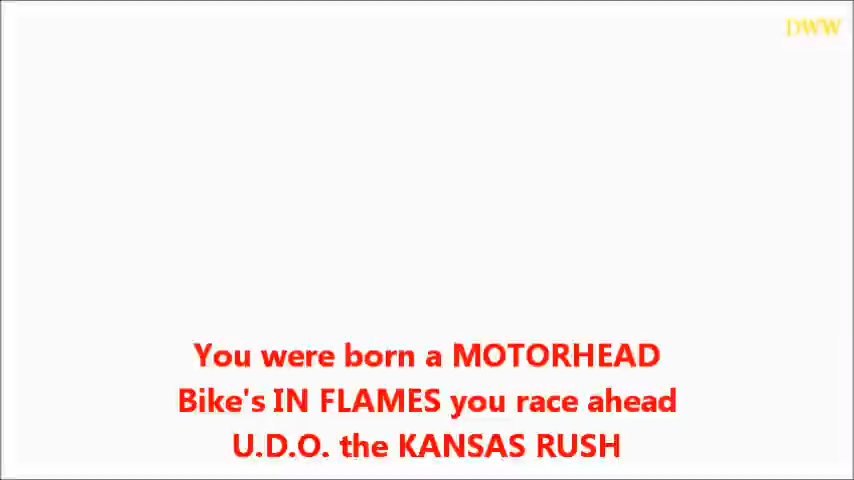 DWW
You were born a MOTORHEAD
Bike's IN FLAMES you race ahead
U.D.O. the KANSAS RUSH